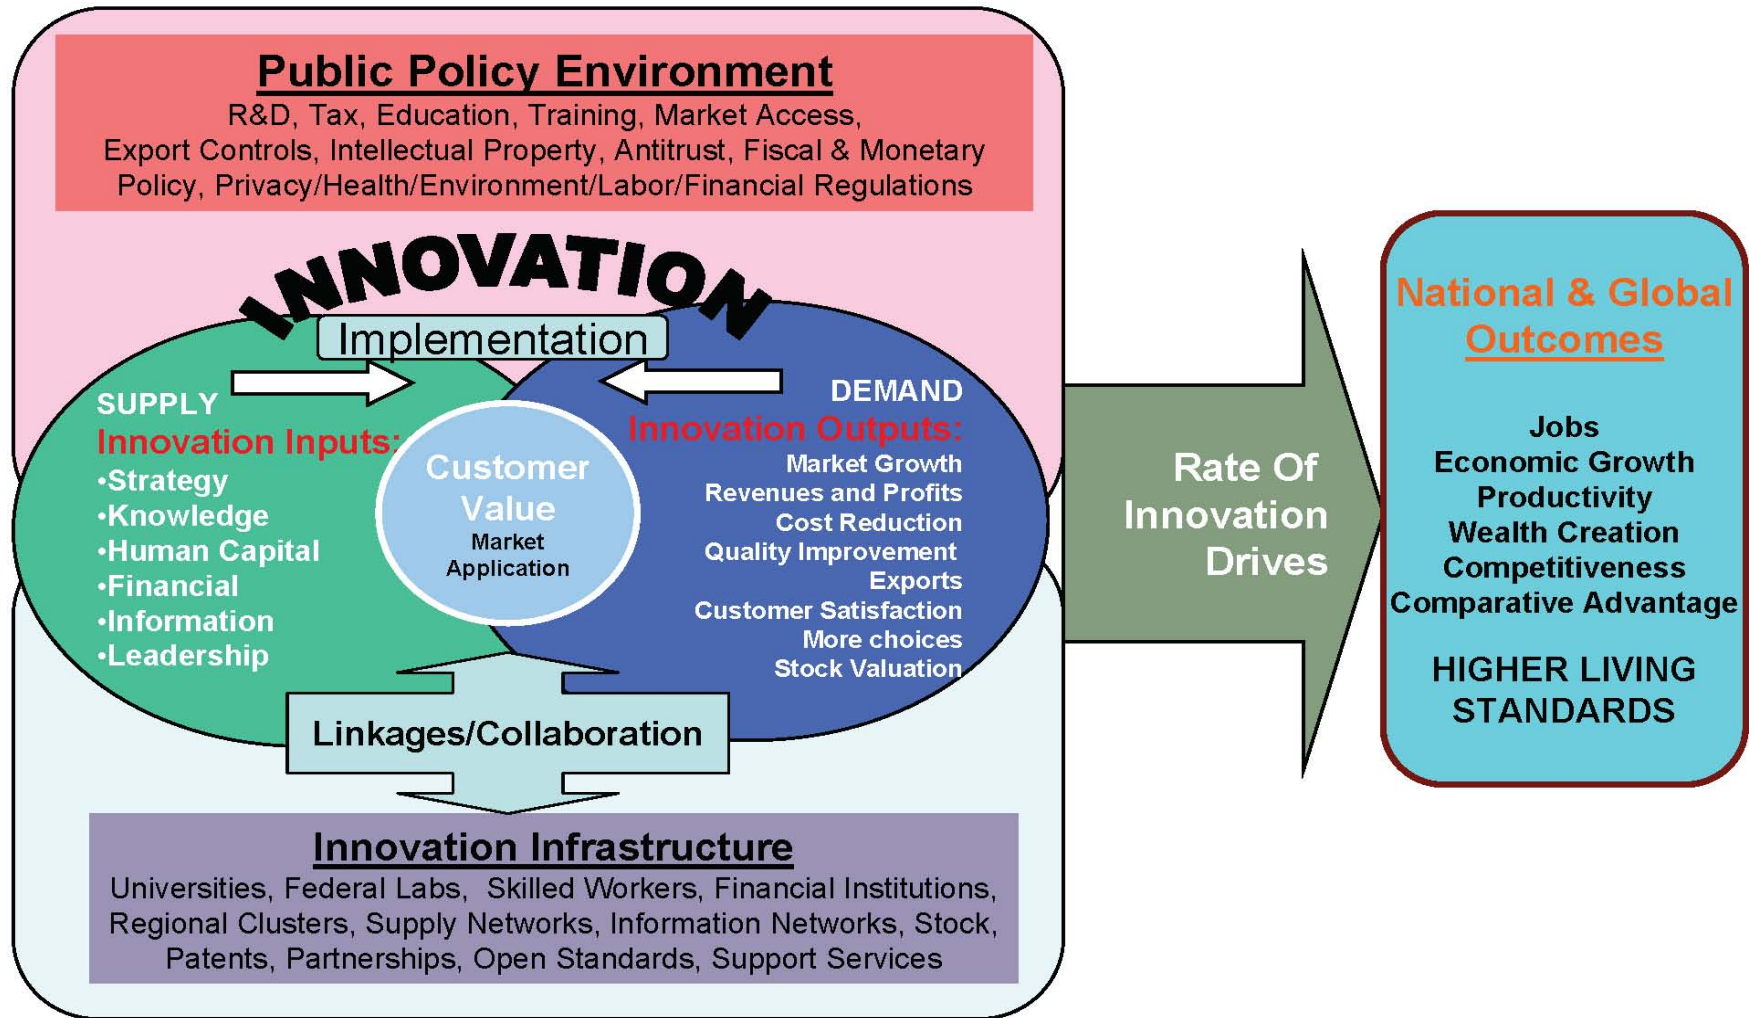 Public Policy Environment
R&D, Tax, Education, Training, Market Access,
Export Controls, Intellectual Property, Antitrust, Fiscal & Monetary
Policy, Privacy/Health/Environment/Labor/Financial Regulations
INNOVATION
Implementation
SUPPLY
Innovation Inputs:
•Strategy
•Knowledge
•Human Capital
•Financial
•Information
•Leadership
Customer
Value
Market
Application
DEMAND
Innovation Outputs:
Market Growth
Revenues and Profits
Cost Reduction
Quality Improvement
Exports
Customer Satisfaction
More choices
Stock Valuation
Linkages/Collaboration
Innovation Infrastructure
Universities, Federal Labs, Skilled Workers, Financial Institutions,
Regional Clusters, Supply Networks, Information Networks, Stock,
Patents, Partnerships, Open Standards, Support Services
Rate Of
Innovation
Drives
National & Global
Outcomes
Jobs
Economic Growth
Productivity
Wealth Creation
Competitiveness
Comparative Advantage
HIGHER LIVING
STANDARDS